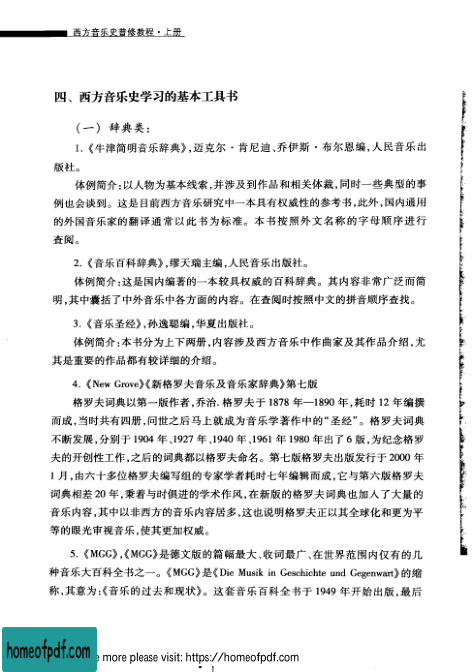 西方音乐史普修教程·上册
四、西方音乐史学习的基本工具书
(一) 辞典类:
1.《牛津简明音乐辞典》,迈克尔·肯尼迪、乔伊斯·布尔恩编,人民音乐出
版社。
体例简介:以人物为基本线索,并涉及到作品和相关体裁,同时一些典型的事
例也会谈到。这是目前西方音乐研究中一本具有权威性的参考书,此外,国内通用
的外国音乐家的翻译通常以此书为标准。本书按照外文名称的字母顺序进行
查阅。
2.《音乐百科辞典》,缪天瑞主编,人民音乐出版社。
体例简介:这是国内编著的一本较具权威的百科辞典。其内容非常广泛而简
明,其中囊括了中外音乐中各方面的内容。在查阅时按照中文的拼音顺序查找。
3.《音乐圣经》,孙逸聪编,华夏出版社。
体例简介:本书分为上下两册,内容涉及西方音乐中作曲家及其作品介绍,尤
其是重要的作品都有较详细的介绍。
4.《New Grove》《新格罗夫音乐及音乐家辞典》第七版
格罗夫词典以第一版作者,乔治.格罗夫于 1878 年—1890 年,耗时 12 年编撰
而成,当时共有四册,问世之后马上就成为音乐学著作中的“圣经”。格罗夫词典
不断发展,分别于 1904 年、1927 年、1940 年、1961 年 1980 年出了 6 版,为纪念格罗
夫的开创性工作,之后的词典都以格罗夫命名。第七版格罗夫出版发行于 2000 年
1 月,由六十多位格罗夫编写组的专家学者耗时七年编辑而成,它与第六版格罗夫
词典相差 20 年,秉着与时俱进的学术作风,在新版的格罗夫词典也加入了大量的
音乐内容,其中以非西方的音乐内容居多,这也说明格罗夫正以其全球化和更为平
等的眼光审视音乐,使其更加权威。
5.《MGG》,《MGG》是德文版的篇幅最大、收词最广、在世界范围内仅有的几
种音乐大百科全书之一。《MGG》是《Die Musik in Geschichte und Gegenwart》的缩
称,其意为:《音乐的过去和现状》。这套音乐百科全书于 1949 年开始出版,最后
homeofpdf.com
e more please visit: https://homeofpdf.com